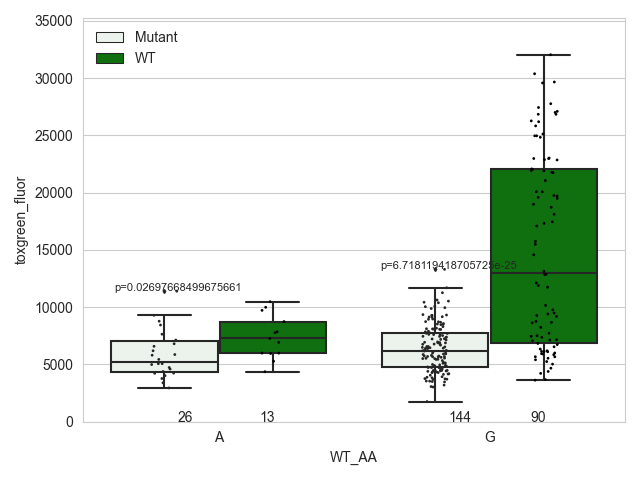 35000
30000
25000
20000
15000
10000
5000
0
toxgreen_fluor
Mutant
WT
p=0.02697668499675661
p=6.718119418705725e-25
26
13
144
90
A
G
WT_AA